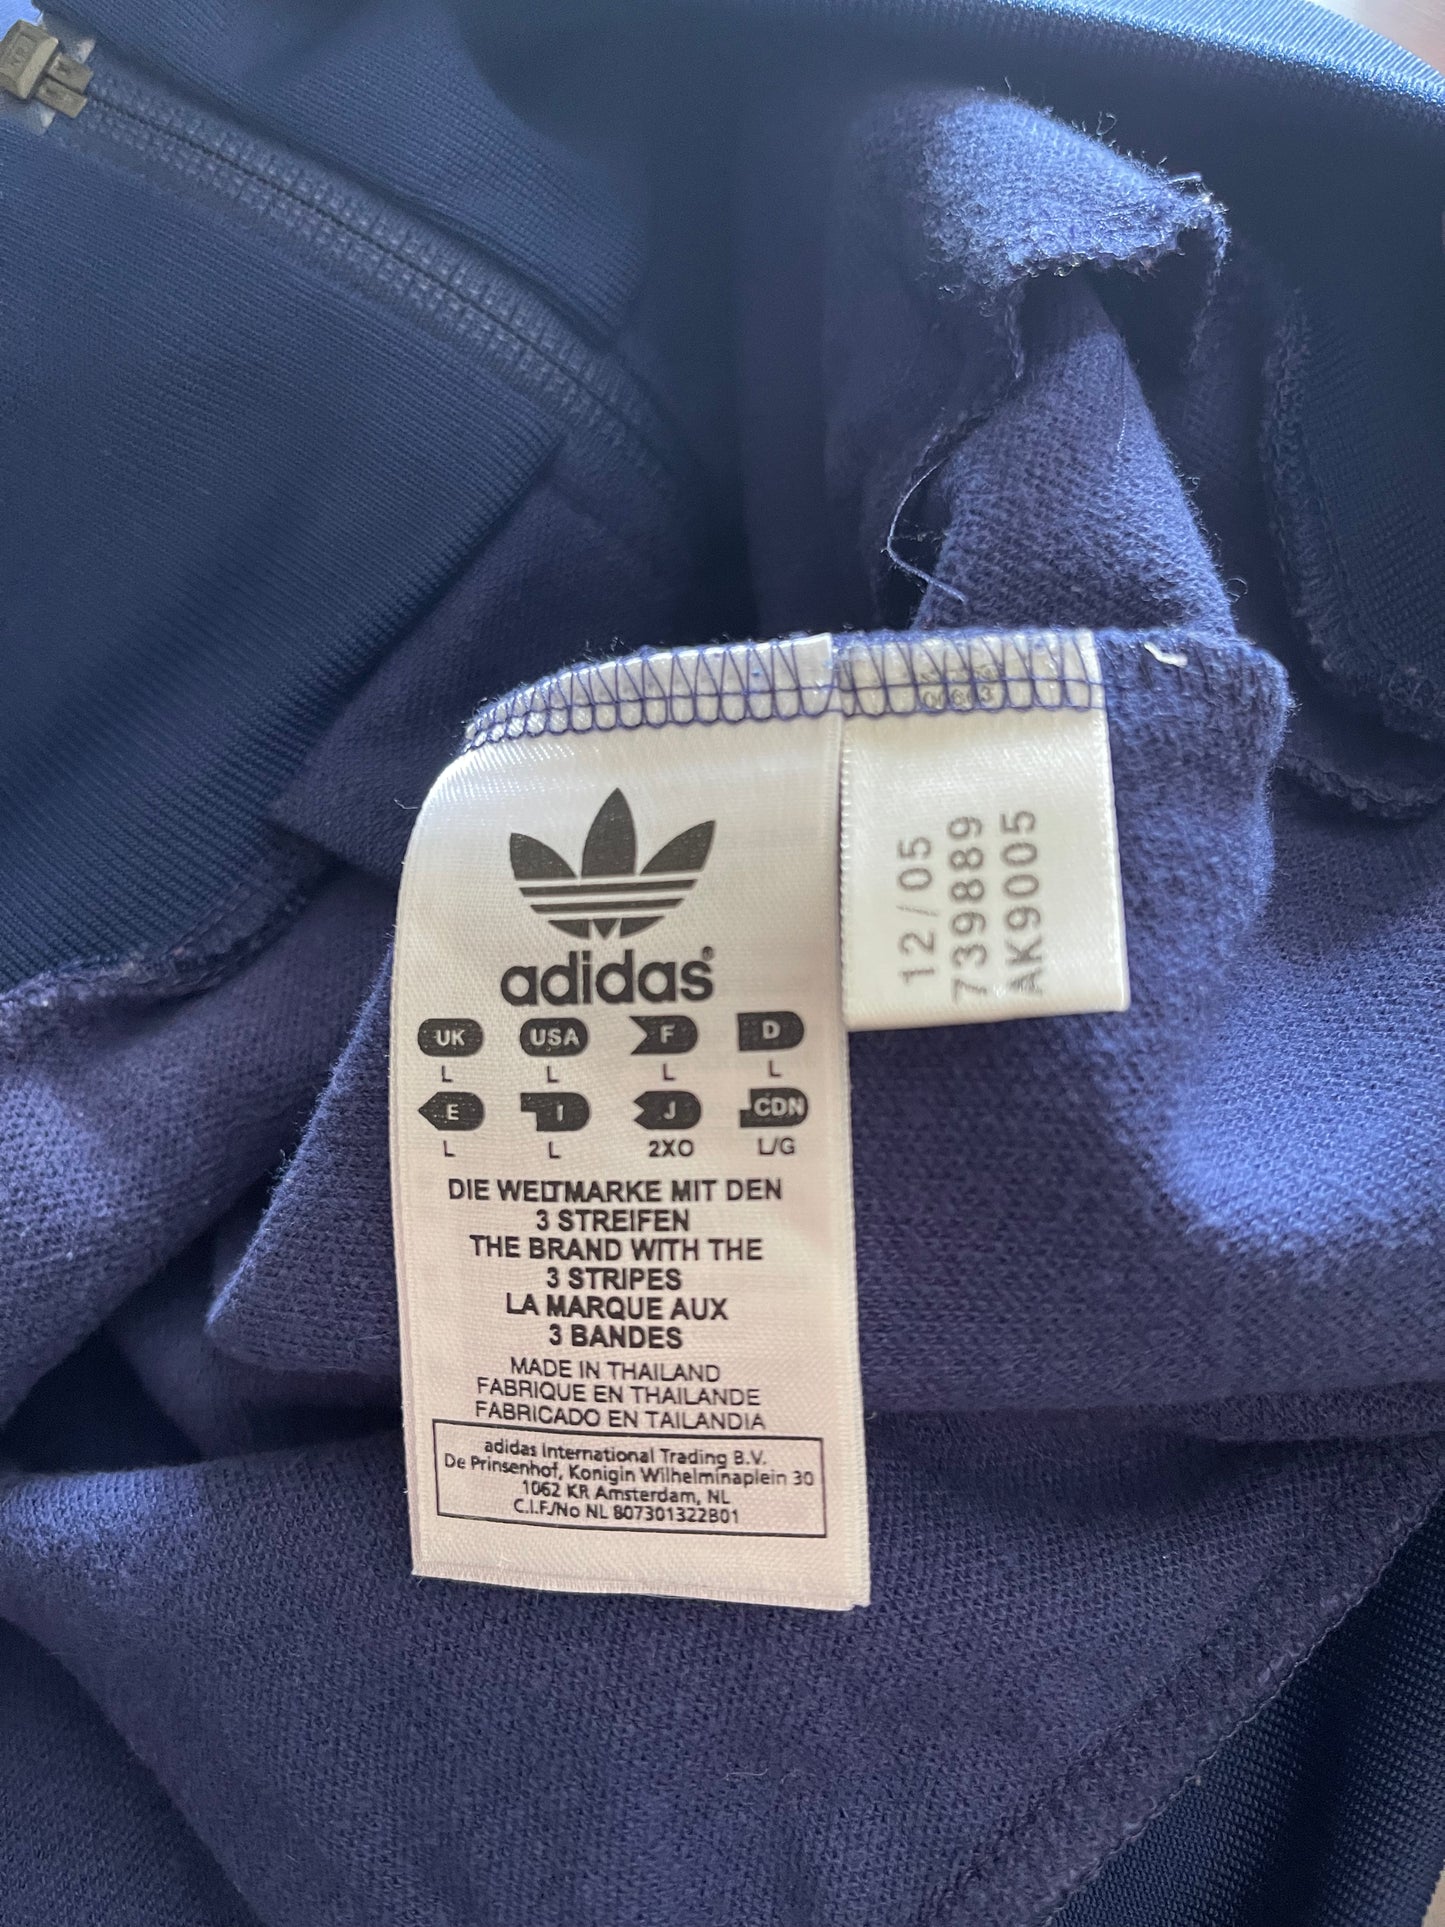 adidas®
UK USA F D
L L L L
E I J CDN
L L 2XO L/G
DIE WELTMARKE MIT DEN
3 STREIFEN
THE BRAND WITH THE
3 STRIPES
LA MARQUE AUX
3 BANDES
MADE IN THAILAND
FABRIQUE EN THAILANDE
FABRICADO EN TAILANDIA
adidas International Trading B.V.
De Prinsenhof, Konigin Wilhelminaplein 30
1062 KR Amsterdam, NL
C.I.F./No NL 807301322B01
12/05
739889
AK9005